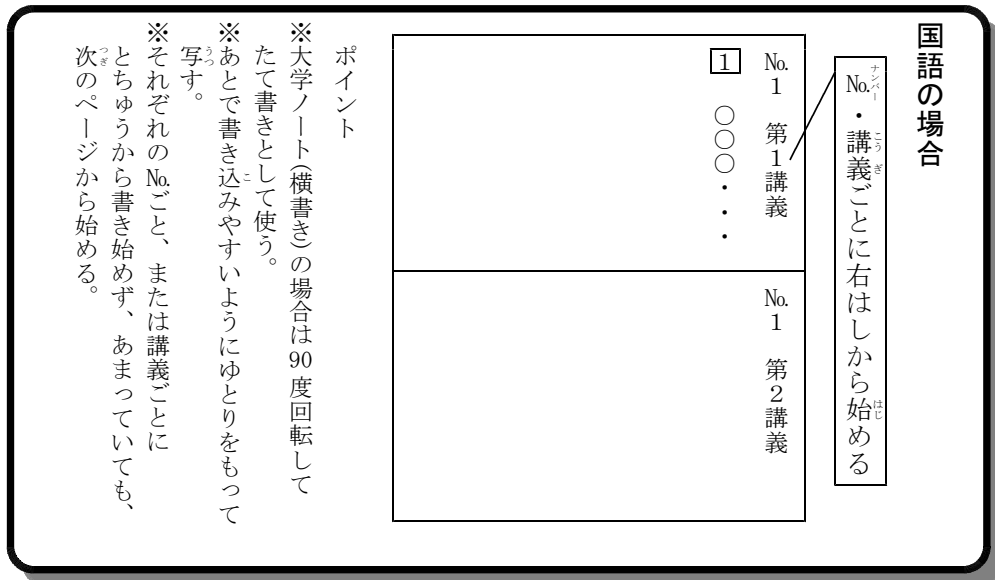 国語の場合
№・講義ごとに右はしから始める
№1 第1講義
1 ○○○・・・
№1 第2講義
ポイント
※大学ノート(横書き)の場合は90度回転して
たて書きとして使う。
※あとで書き込みやすいようにゆとりをもって
写す。
※それぞれの№ごと、または講義ごとに
とちゅうから書き始めず、あまっていても、
次のページから始める。